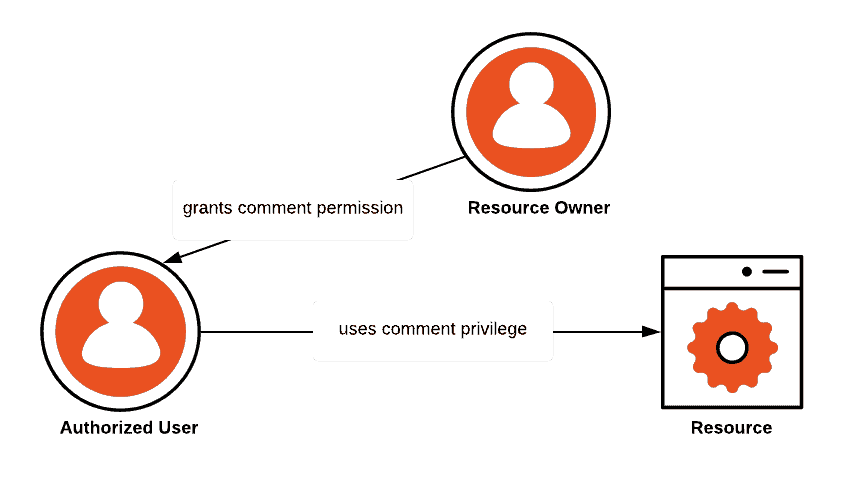 grants comment permission
Resource Owner
uses comment privilege
Authorized User
Resource